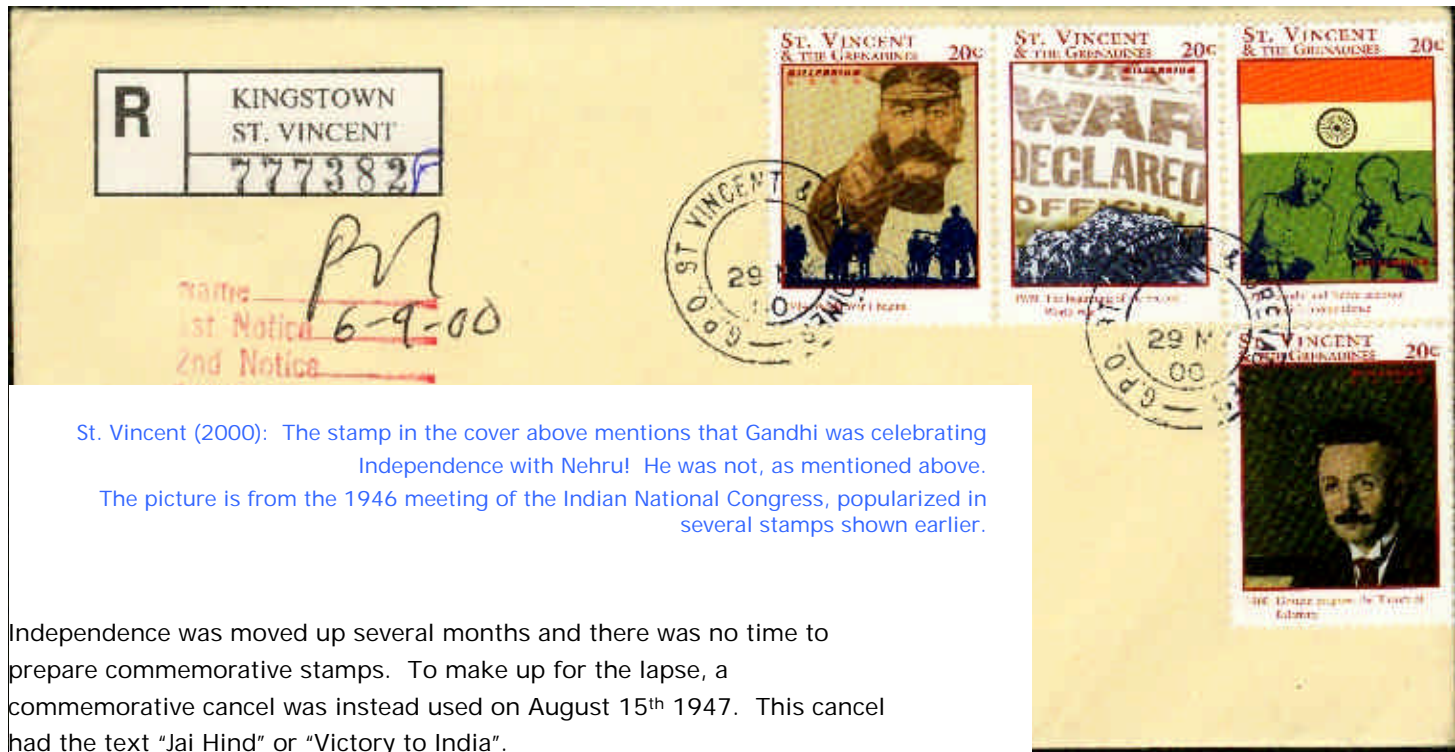 ST. VINCENT
& THE GRENADINES 20c
MILLENNIUM
ST. VINCENT
& THE GRENADINES 20c
MILLENNIUM
WAR
DECLARED
OFFICIAL
ST. VINCENT
& THE GRENADINES 20c
R
KINGSTOWN
ST. VINCENT
777382
G.P.O. ST VINCENT &
29 M
G.P.O.
29 M
00
Name
1st Notice 6-9-00
2nd Notice
ST. VINCENT
& THE GRENADINES 20c
St. Vincent (2000): The stamp in the cover above mentions that Gandhi was celebrating
Independence with Nehru! He was not, as mentioned above.
The picture is from the 1946 meeting of the Indian National Congress, popularized in
several stamps shown earlier.
Independence was moved up several months and there was no time to
prepare commemorative stamps. To make up for the lapse, a
commemorative cancel was instead used on August 15th 1947. This cancel
had the text “Jai Hind” or “Victory to India”.